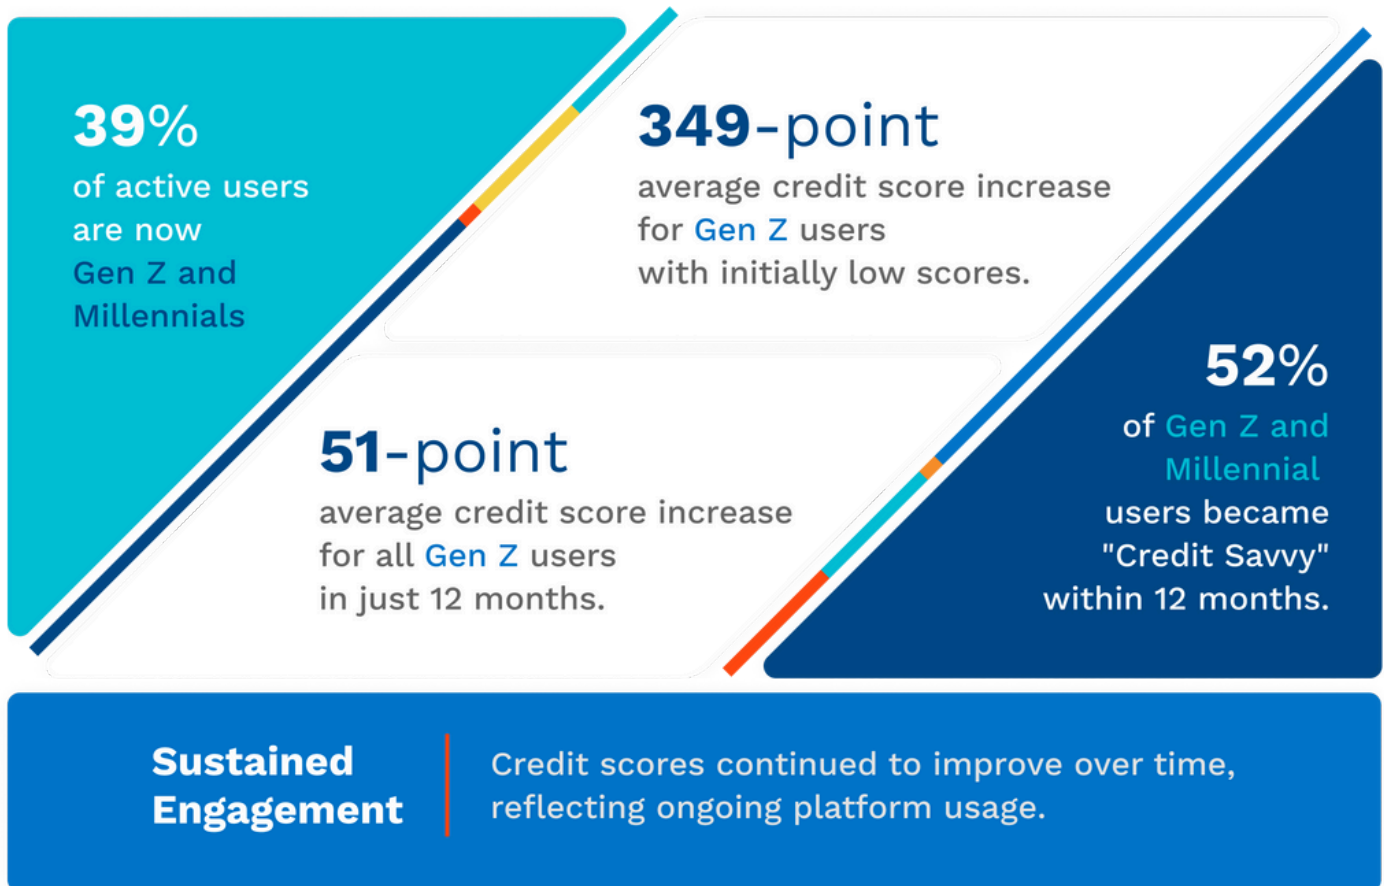 39%
of active users
are now
Gen Z and
Millennials
349-point
average credit score increase
for Gen Z users
with initially low scores.
51-point
average credit score increase
for all Gen Z users
in just 12 months.
52%
of Gen Z and
Millennial
users became
"Credit Savvy"
within 12 months.
Sustained
Engagement
Credit scores continued to improve over time,
reflecting ongoing platform usage.